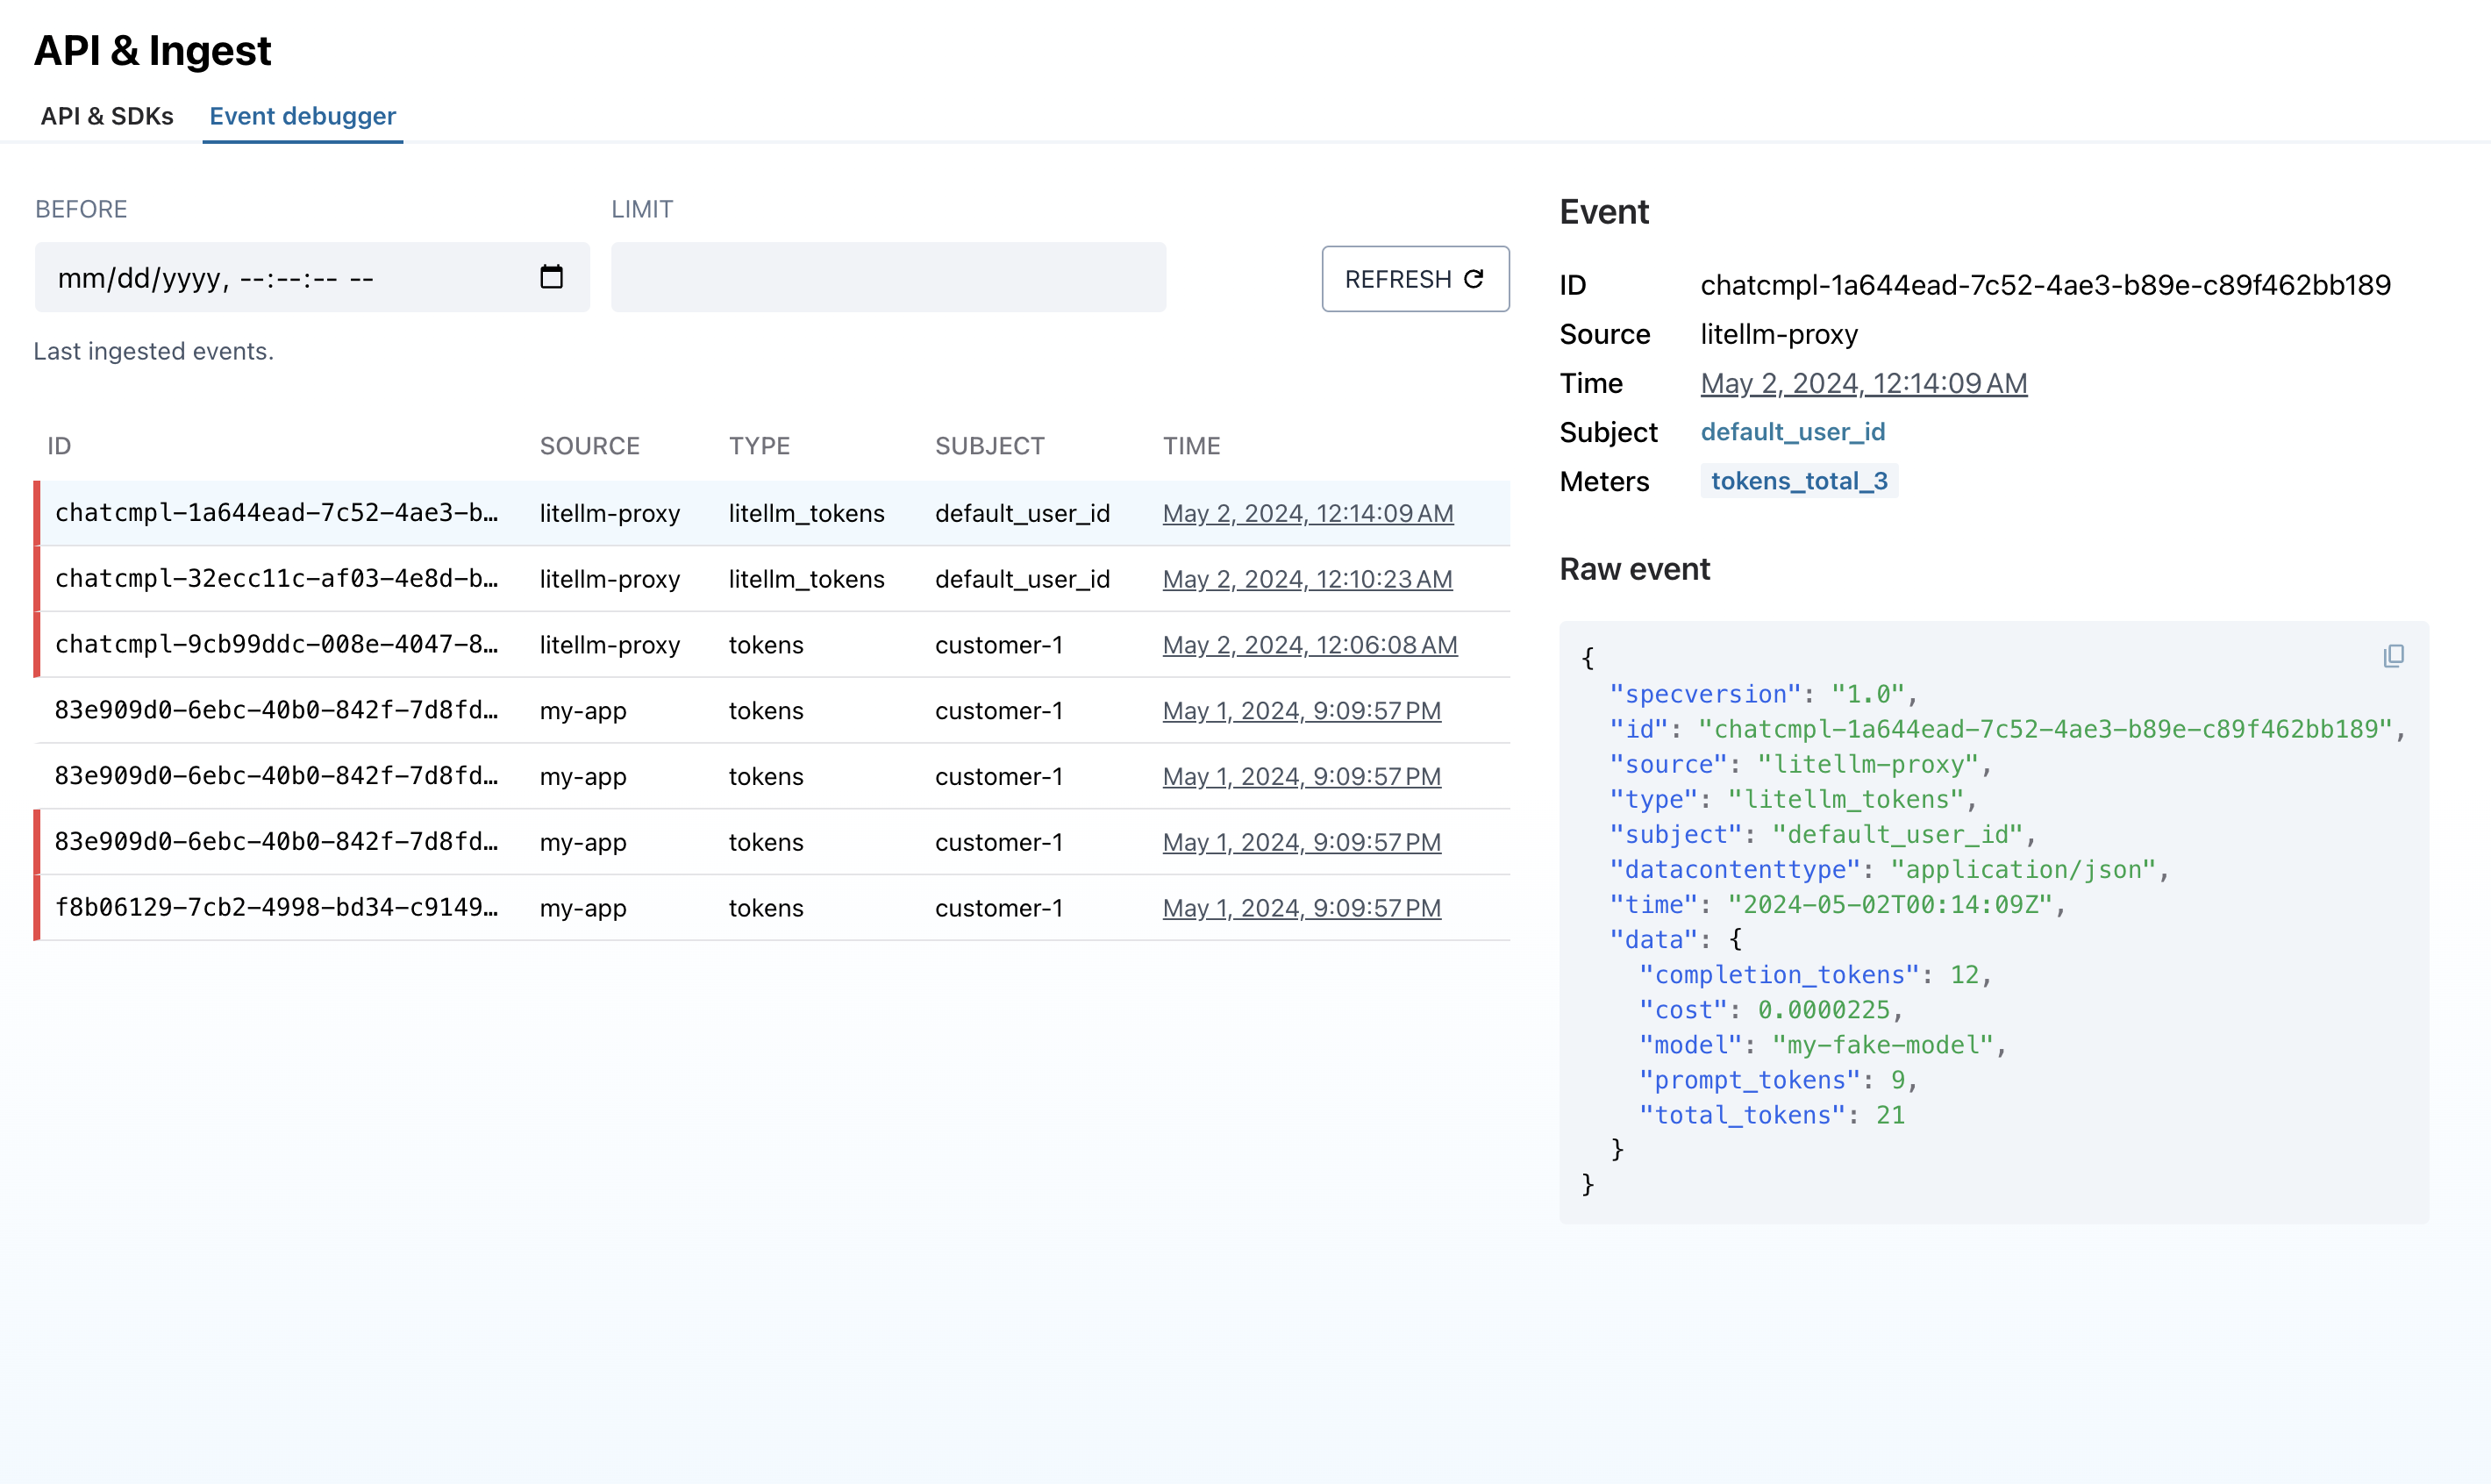 API & Ingest
API & SDKs Event debugger
BEFORE LIMIT
mm/dd/yyyy, --:--:-- --
REFRESH
Last ingested events.
ID SOURCE TYPE SUBJECT TIME
chatcmpl-1a644ead-7c52-4ae3-b… litellm-proxy litellm_tokens default_user_id May 2, 2024, 12:14:09 AM
chatcmpl-32ecc11c-af03-4e8d-b… litellm-proxy litellm_tokens default_user_id May 2, 2024, 12:10:23 AM
chatcmpl-9cb99ddc-008e-4047-8… litellm-proxy tokens customer-1 May 2, 2024, 12:06:08 AM
83e909d0-6ebc-40b0-842f-7d8fd… my-app tokens customer-1 May 1, 2024, 9:09:57 PM
83e909d0-6ebc-40b0-842f-7d8fd… my-app tokens customer-1 May 1, 2024, 9:09:57 PM
83e909d0-6ebc-40b0-842f-7d8fd… my-app tokens customer-1 May 1, 2024, 9:09:57 PM
f8b06129-7cb2-4998-bd34-c9149… my-app tokens customer-1 May 1, 2024, 9:09:57 PM
Event
ID chatcmpl-1a644ead-7c52-4ae3-b89e-c89f462bb189
Source litellm-proxy
Time May 2, 2024, 12:14:09 AM
Subject default_user_id
Meters tokens_total_3
Raw event
{
  "specversion": "1.0",
  "id": "chatcmpl-1a644ead-7c52-4ae3-b89e-c89f462bb189",
  "source": "litellm-proxy",
  "type": "litellm_tokens",
  "subject": "default_user_id",
  "datacontenttype": "application/json",
  "time": "2024-05-02T00:14:09Z",
  "data": {
    "completion_tokens": 12,
    "cost": 0.0000225,
    "model": "my-fake-model",
    "prompt_tokens": 9,
    "total_tokens": 21
  }
}